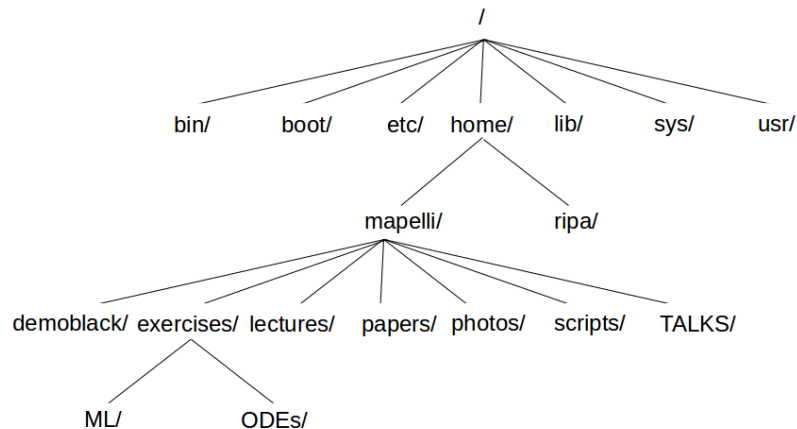 /
bin/ boot/ etc/ home/ lib/ sys/ usr/
mapelli/ ripa/
demoblack/ exercises/ lectures/ papers/ photos/ scripts/ TALKS/
ML/ ODEs/